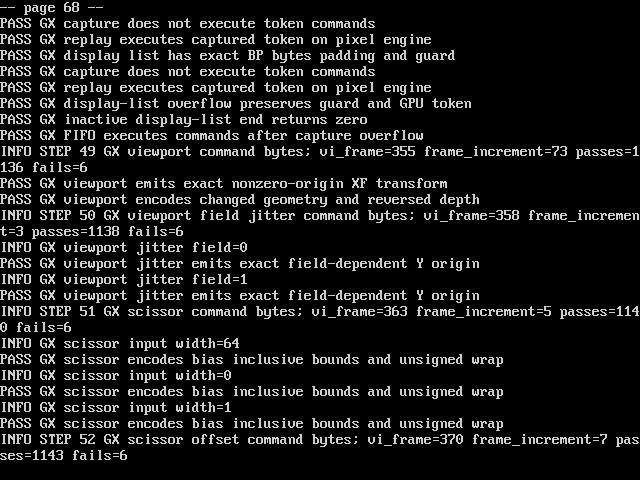 -- page 68 --
PASS GX capture does not execute token commands
PASS GX replay executes captured token on pixel engine
PASS GX display list has exact BP bytes padding and guard
PASS GX capture does not execute token commands
PASS GX replay executes captured token on pixel engine
PASS GX display-list overflow preserves guard and GPU token
PASS GX inactive display-list end returns zero
PASS GX FIFO executes commands after capture overflow
INFO STEP 49 GX viewport command bytes; vi_frame=355 frame_increment=73 passes=1
136 fails=6
PASS GX viewport emits exact nonzero-origin XF transform
PASS GX viewport encodes changed geometry and reversed depth
INFO STEP 50 GX viewport field jitter command bytes; vi_frame=358 frame_incremen
t=3 passes=1138 fails=6
INFO GX viewport jitter field=0
PASS GX viewport jitter emits exact field-dependent Y origin
INFO GX viewport jitter field=1
PASS GX viewport jitter emits exact field-dependent Y origin
INFO STEP 51 GX scissor command bytes; vi_frame=363 frame_increment=5 passes=114
0 fails=6
INFO GX scissor input width=64
PASS GX scissor encodes bias inclusive bounds and unsigned wrap
INFO GX scissor input width=0
PASS GX scissor encodes bias inclusive bounds and unsigned wrap
INFO GX scissor input width=1
PASS GX scissor encodes bias inclusive bounds and unsigned wrap
INFO STEP 52 GX scissor offset command bytes; vi_frame=370 frame_increment=7 pas
ses=1143 fails=6